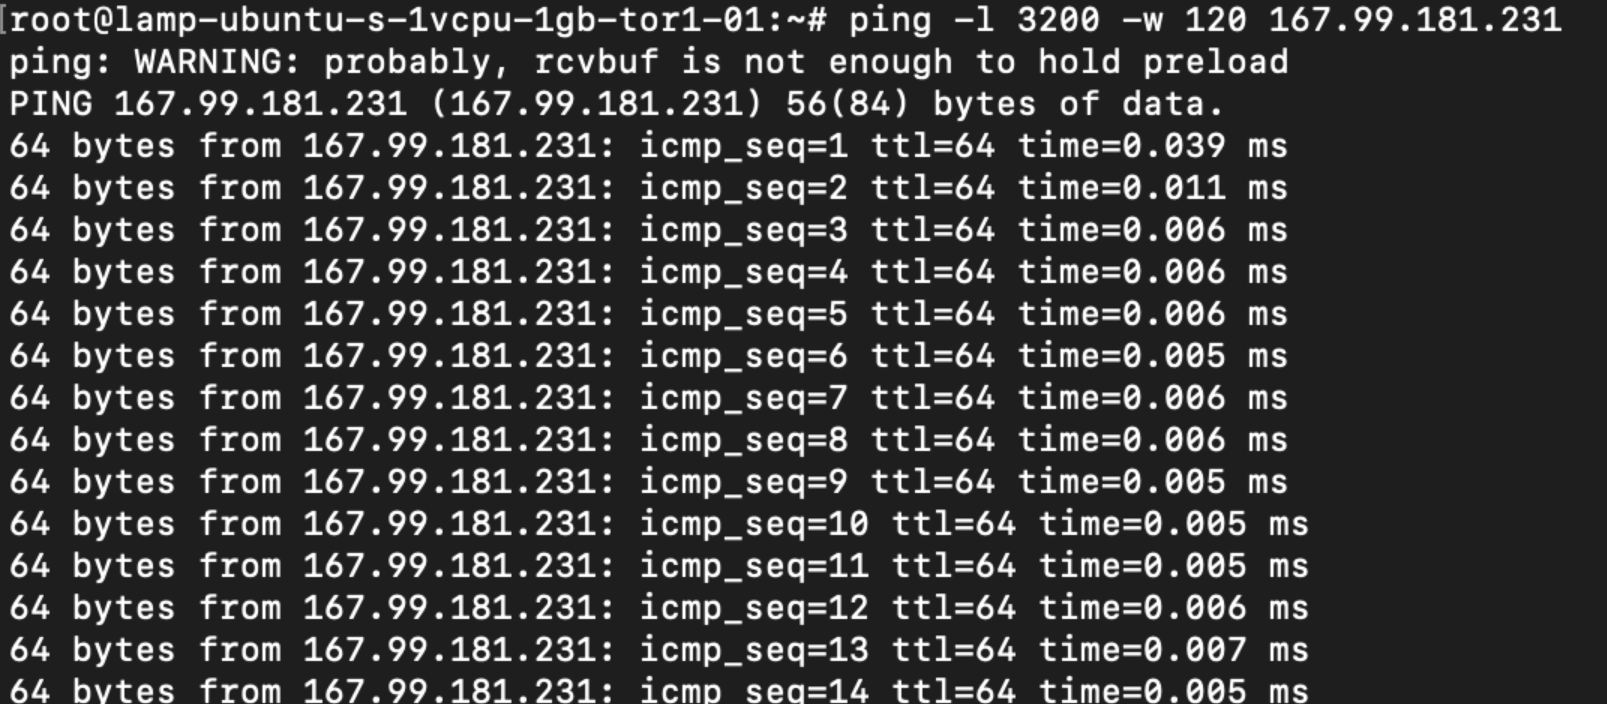 [root@lamp-ubuntu-s-1vcpu-1gb-tor1-01:~# ping -l 3200 -w 120 167.99.181.231
ping: WARNING: probably, rcvbuf is not enough to hold preload
PING 167.99.181.231 (167.99.181.231) 56(84) bytes of data.
64 bytes from 167.99.181.231: icmp_seq=1 ttl=64 time=0.039 ms
64 bytes from 167.99.181.231: icmp_seq=2 ttl=64 time=0.011 ms
64 bytes from 167.99.181.231: icmp_seq=3 ttl=64 time=0.006 ms
64 bytes from 167.99.181.231: icmp_seq=4 ttl=64 time=0.006 ms
64 bytes from 167.99.181.231: icmp_seq=5 ttl=64 time=0.006 ms
64 bytes from 167.99.181.231: icmp_seq=6 ttl=64 time=0.005 ms
64 bytes from 167.99.181.231: icmp_seq=7 ttl=64 time=0.006 ms
64 bytes from 167.99.181.231: icmp_seq=8 ttl=64 time=0.006 ms
64 bytes from 167.99.181.231: icmp_seq=9 ttl=64 time=0.005 ms
64 bytes from 167.99.181.231: icmp_seq=10 ttl=64 time=0.005 ms
64 bytes from 167.99.181.231: icmp_seq=11 ttl=64 time=0.005 ms
64 bytes from 167.99.181.231: icmp_seq=12 ttl=64 time=0.006 ms
64 bytes from 167.99.181.231: icmp_seq=13 ttl=64 time=0.007 ms
64 bytes from 167.99.181.231: icmp_seq=14 ttl=64 time=0.005 ms